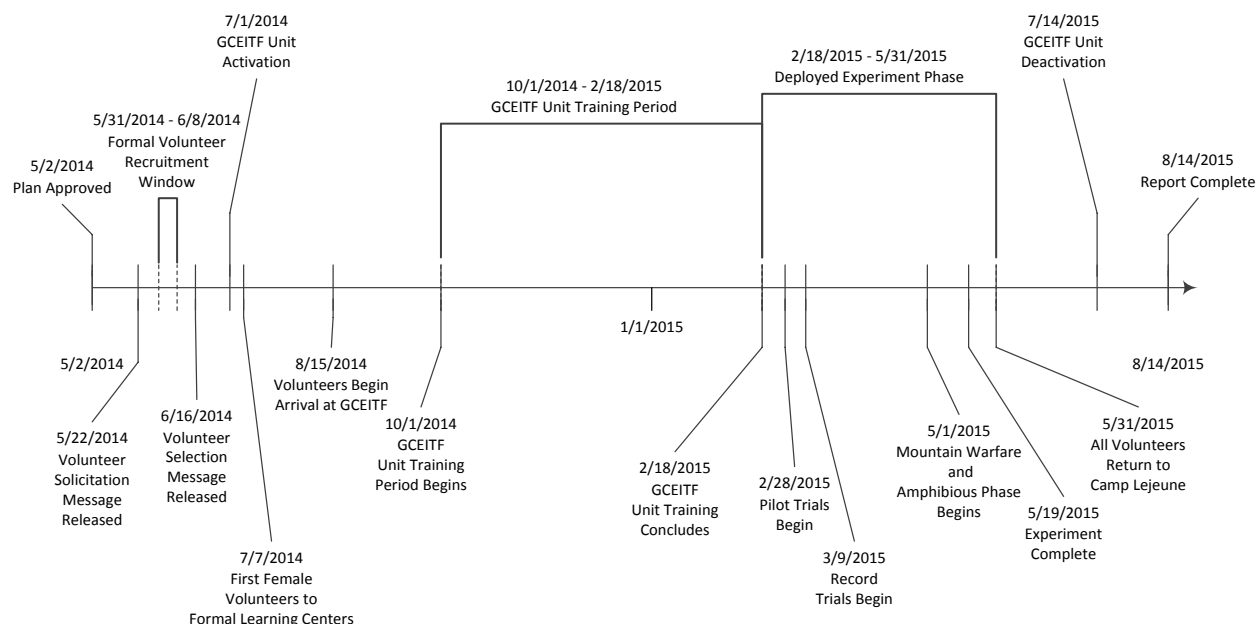 7/1/2014
GCEITF Unit
Activation
7/14/2015
GCEITF Unit
Deactivation
2/18/2015 - 5/31/2015
Deployed Experiment Phase
10/1/2014 - 2/18/2015
GCEITF Unit Training Period
5/31/2014 - 6/8/2014
Formal Volunteer
Recruitment
Window
5/2/2014
Plan Approved
8/14/2015
Report Complete
1/1/2015
5/2/2014
8/14/2015
5/22/2014
Volunteer
Solicitation
Message
Released
6/16/2014
Volunteer
Selection
Message
Released
7/7/2014
First Female
Volunteers to
Formal Learning Centers
8/15/2014
Volunteers Begin
Arrival at GCEITF
10/1/2014
GCEITF
Unit Training
Period Begins
2/18/2015
GCEITF
Unit Training
Concludes
2/28/2015
Pilot Trials
Begin
3/9/2015
Record
Trials Begin
5/1/2015
Mountain Warfare
and
Amphibious Phase
Begins
5/19/2015
Experiment
Complete
5/31/2015
All Volunteers
Return to
Camp Lejeune